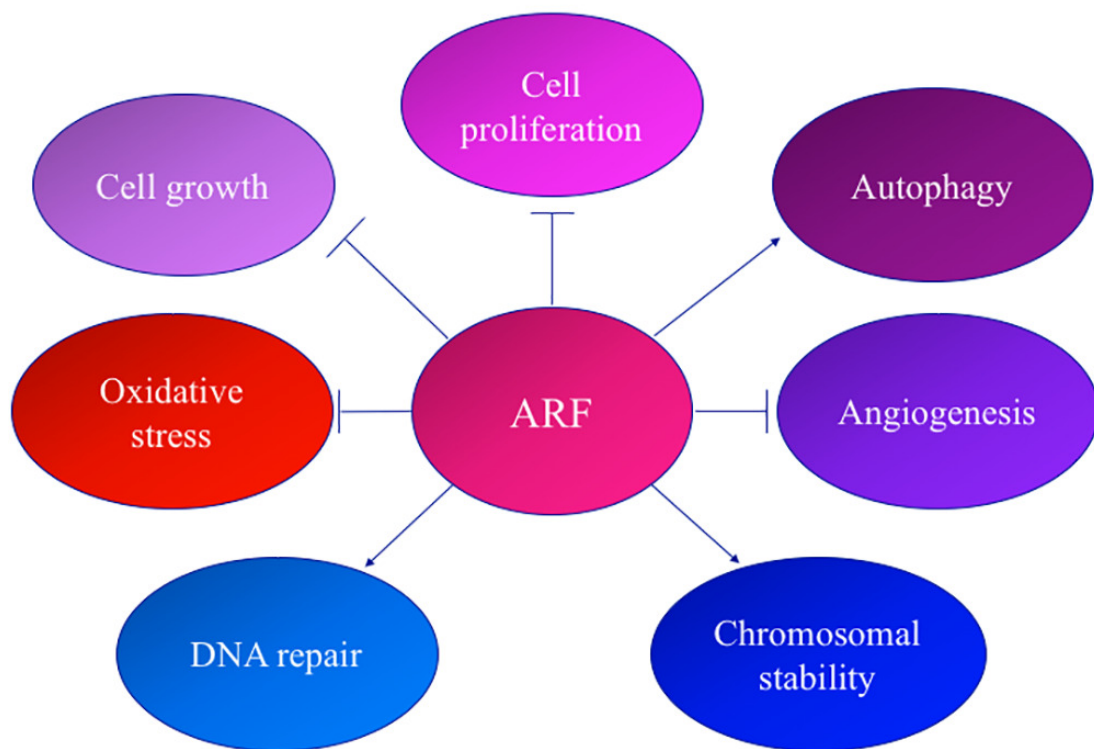 Cell
proliferation
Cell growth
Autophagy
Oxidative
stress
ARF
Angiogenesis
DNA repair
Chromosomal
stability